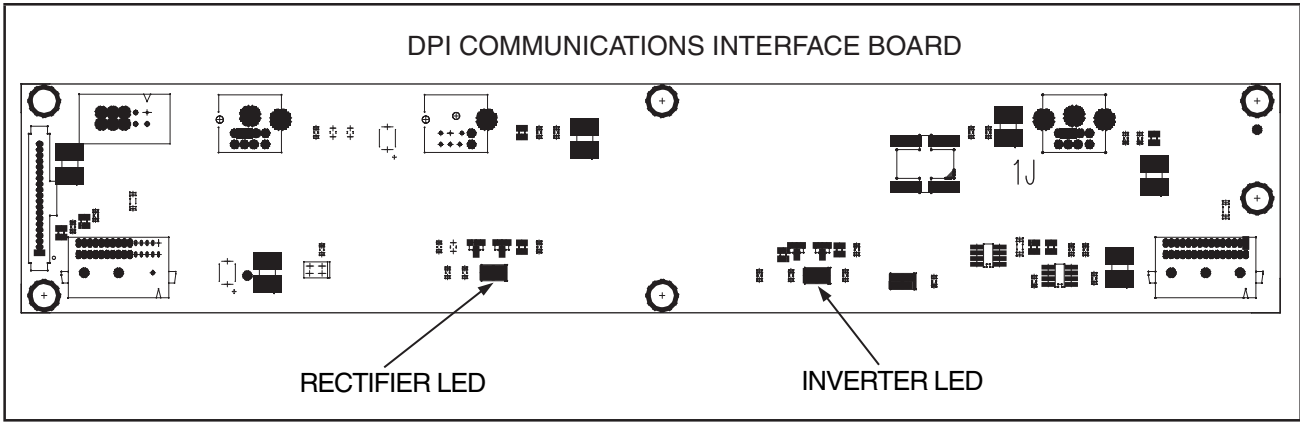 DPI COMMUNICATIONS INTERFACE BOARD
1J
RECTIFIER LED
INVERTER LED